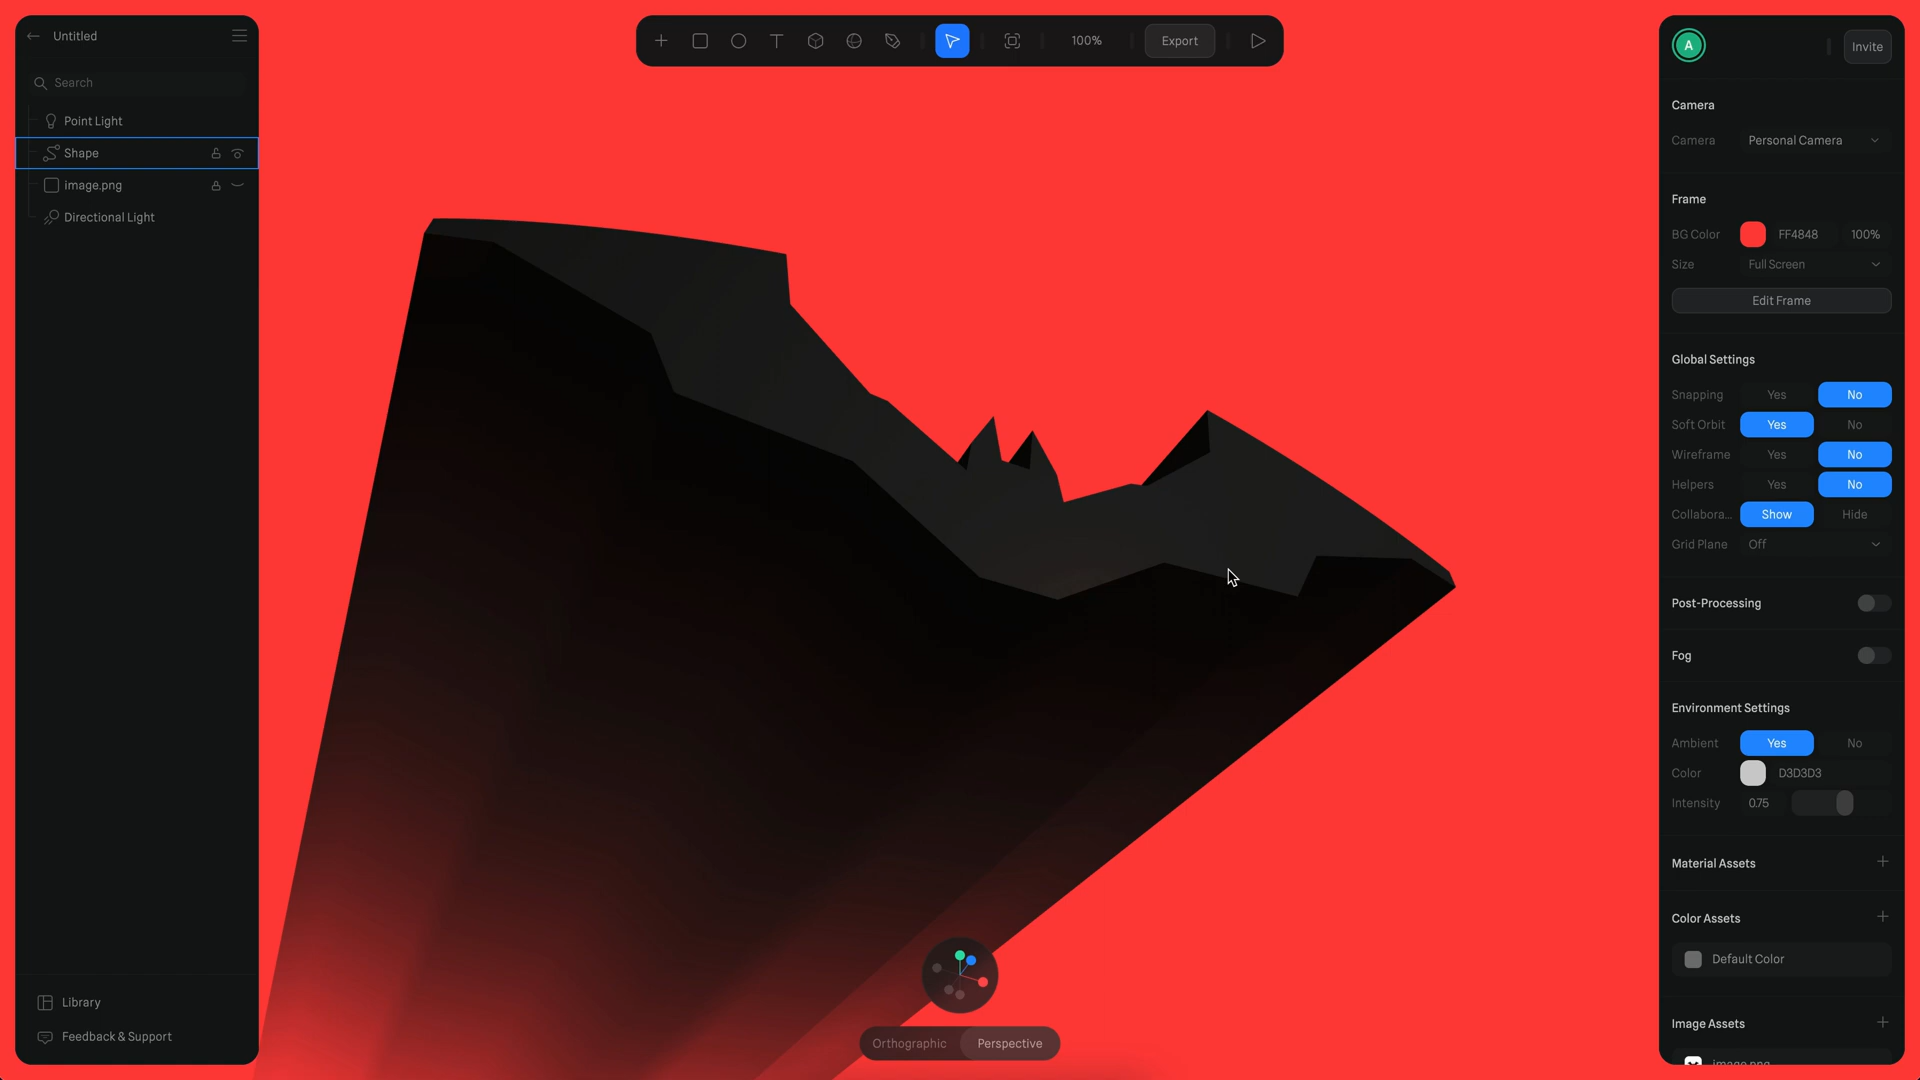 Untitled
Search
Point Light
Shape
image.png
Directional Light
Library
Feedback & Support
100%
Export
Orthographic
Perspective
A
Invite
Camera
Camera Personal Camera
Frame
BG Color FF4848 100%
Size Full Screen
Edit Frame
Global Settings
Snapping Yes No
Soft Orbit Yes No
Wireframe Yes No
Helpers Yes No
Collabora... Show Hide
Grid Plane Off
Post-Processing
Fog
Environment Settings
Ambient Yes No
Color D3D3D3
Intensity 0.75
Material Assets
Color Assets
Default Color
Image Assets
image.png